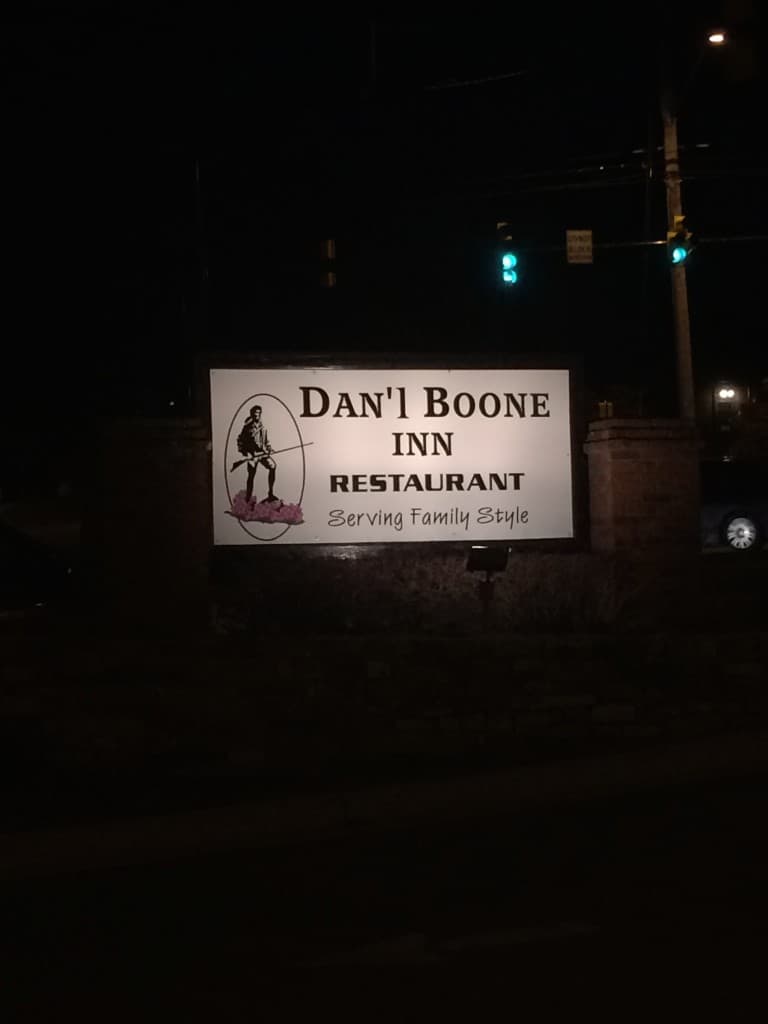 Dan'l Boone
Inn
RESTAURANT
Serving Family Style